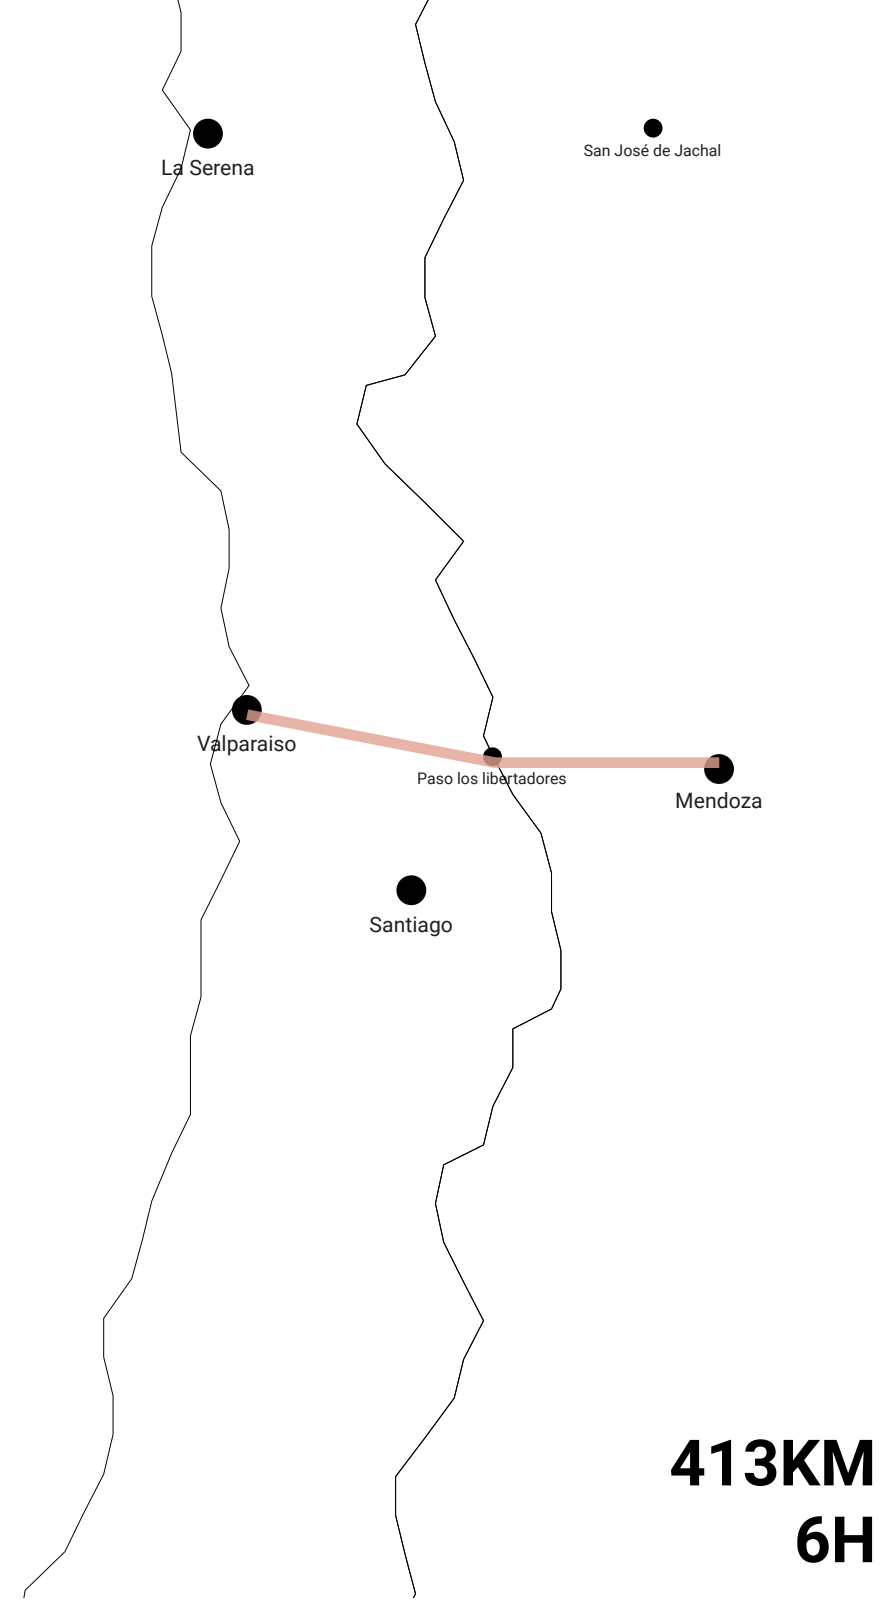 San José de Jachal
La Serena
Valparaiso
Paso los libertadores
Mendoza
Santiago
413KM
6H